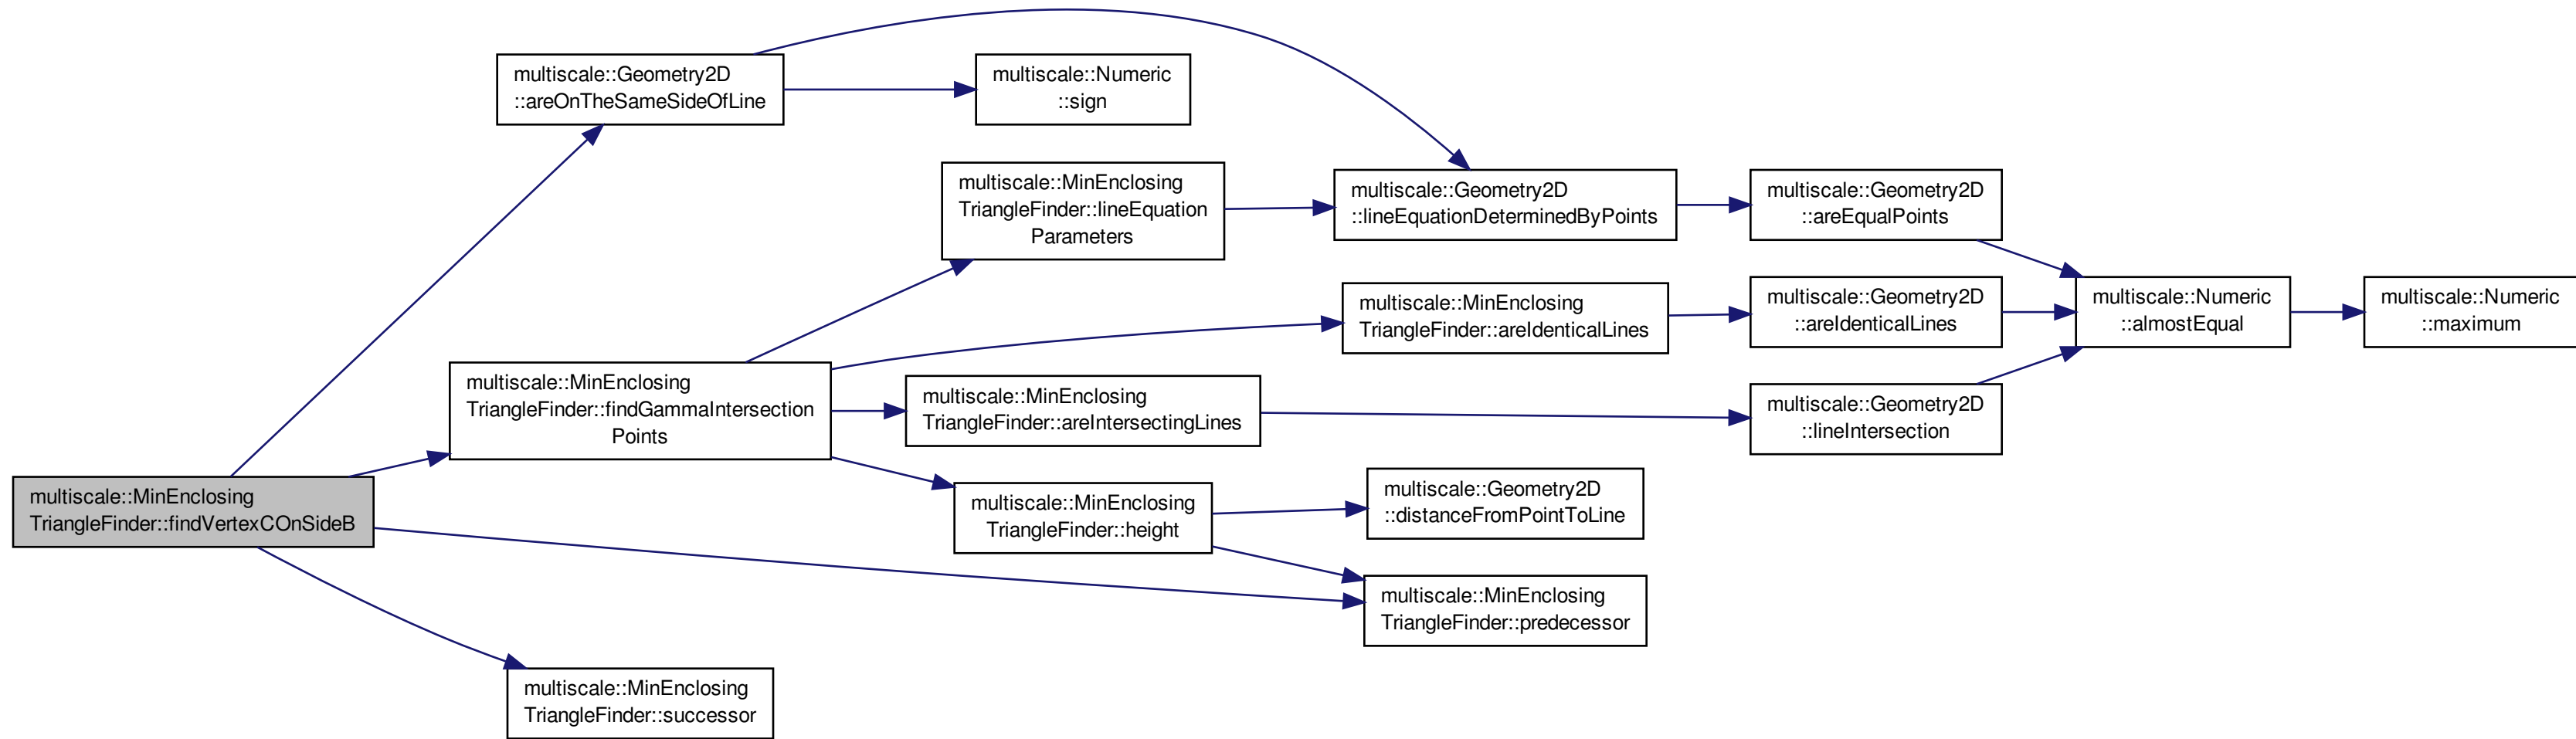 multiscale::Geometry2D
::areOnTheSameSideOfLine
multiscale::Numeric
::sign
multiscale::MinEnclosing
TriangleFinder::lineEquation
Parameters
multiscale::Geometry2D
::lineEquationDeterminedByPoints
multiscale::Geometry2D
::areEqualPoints
multiscale::MinEnclosing
TriangleFinder::areIdenticalLines
multiscale::Geometry2D
::areIdenticalLines
multiscale::Numeric
::almostEqual
multiscale::Numeric
::maximum
multiscale::MinEnclosing
TriangleFinder::findGammaIntersection
Points
multiscale::MinEnclosing
TriangleFinder::areIntersectingLines
multiscale::Geometry2D
::lineIntersection
multiscale::MinEnclosing
TriangleFinder::findVertexCOnSideB
multiscale::MinEnclosing
TriangleFinder::height
multiscale::Geometry2D
::distanceFromPointToLine
multiscale::MinEnclosing
TriangleFinder::predecessor
multiscale::MinEnclosing
TriangleFinder::successor